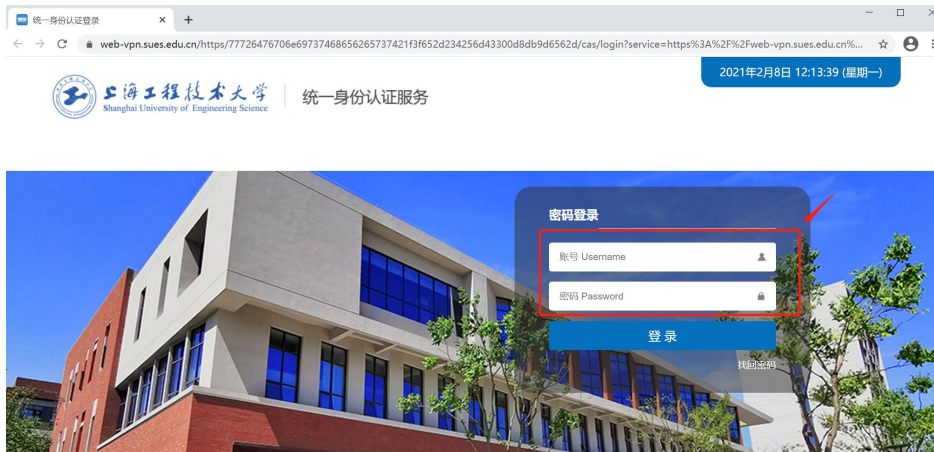 统一身份认证登录
web-vpn.sues.edu.cn/https/77726476706e69737468656265737421f3f652d234256d43300d8db9d6562d/cas/login?service=https%3A%2F%2Fweb-vpn.sues.edu.cn%...
2021年2月8日 12:13:39 (星期一)
上海工程技术大学
Shanghai University of Engineering Science
统一身份认证服务
密码登录
账号 Username
密码 Password
登 录
找回密码